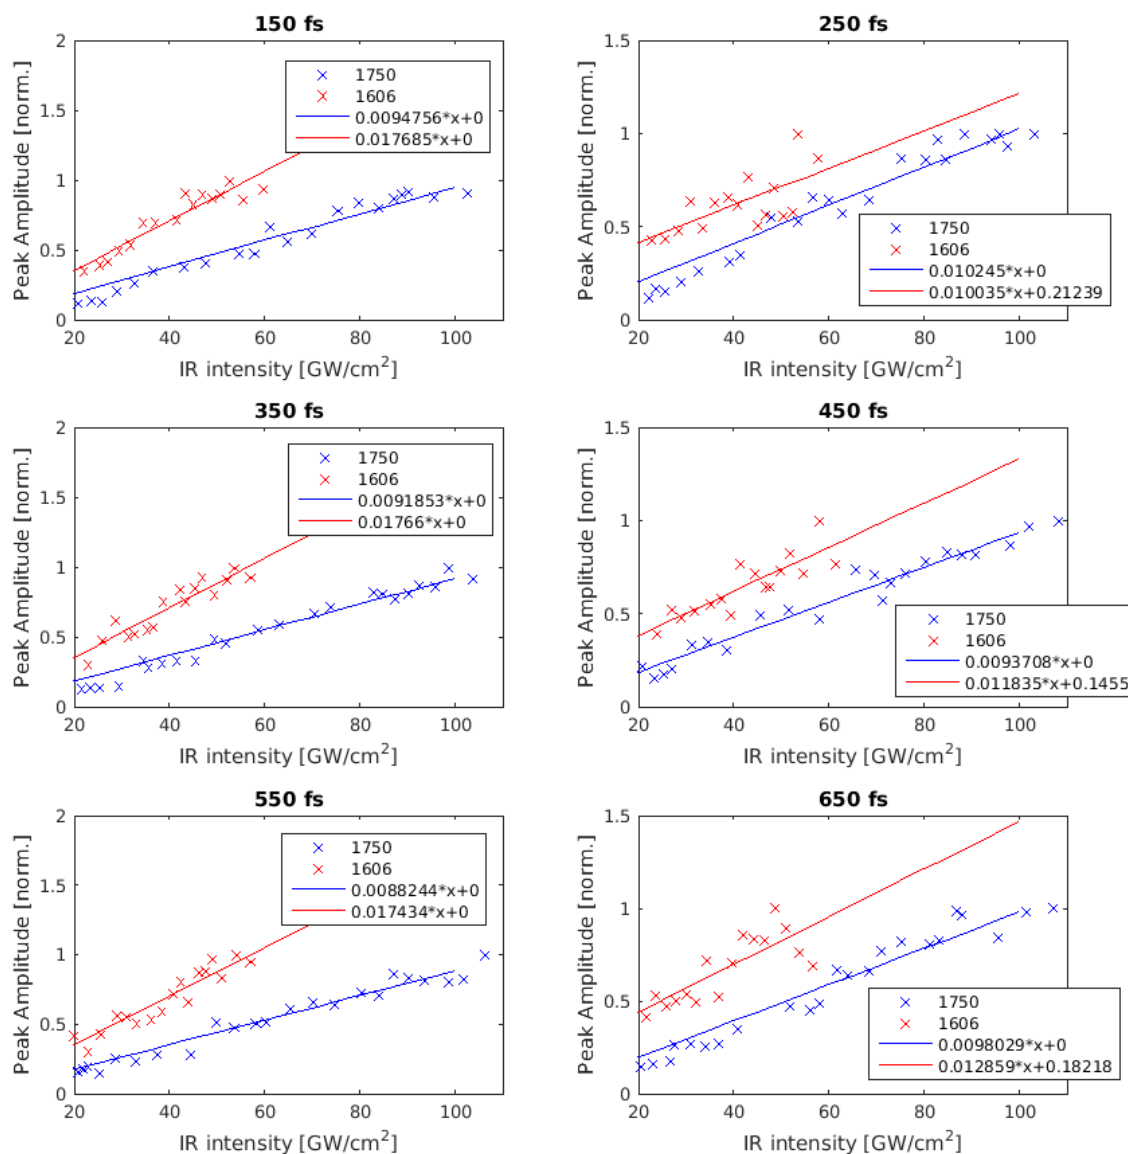 150 fs
Peak Amplitude [norm.]
2
1.5
1
0.5
0
20 40 60 80 100
IR intensity [GW/cm²]
1750
1606
0.0094756*x+0
0.017685*x+0
250 fs
Peak Amplitude [norm.]
1.5
1
0.5
0
20 40 60 80 100
IR intensity [GW/cm²]
1750
1606
0.010245*x+0
0.010035*x+0.21239
350 fs
Peak Amplitude [norm.]
2
1.5
1
0.5
0
20 40 60 80 100
IR intensity [GW/cm²]
1750
1606
0.0091853*x+0
0.01766*x+0
450 fs
Peak Amplitude [norm.]
1.5
1
0.5
0
20 40 60 80 100
IR intensity [GW/cm²]
1750
1606
0.0093708*x+0
0.011835*x+0.1455
550 fs
Peak Amplitude [norm.]
2
1.5
1
0.5
0
20 40 60 80 100
IR intensity [GW/cm²]
1750
1606
0.0088244*x+0
0.017434*x+0
650 fs
Peak Amplitude [norm.]
1.5
1
0.5
0
20 40 60 80 100
IR intensity [GW/cm²]
1750
1606
0.0098029*x+0
0.012859*x+0.18218